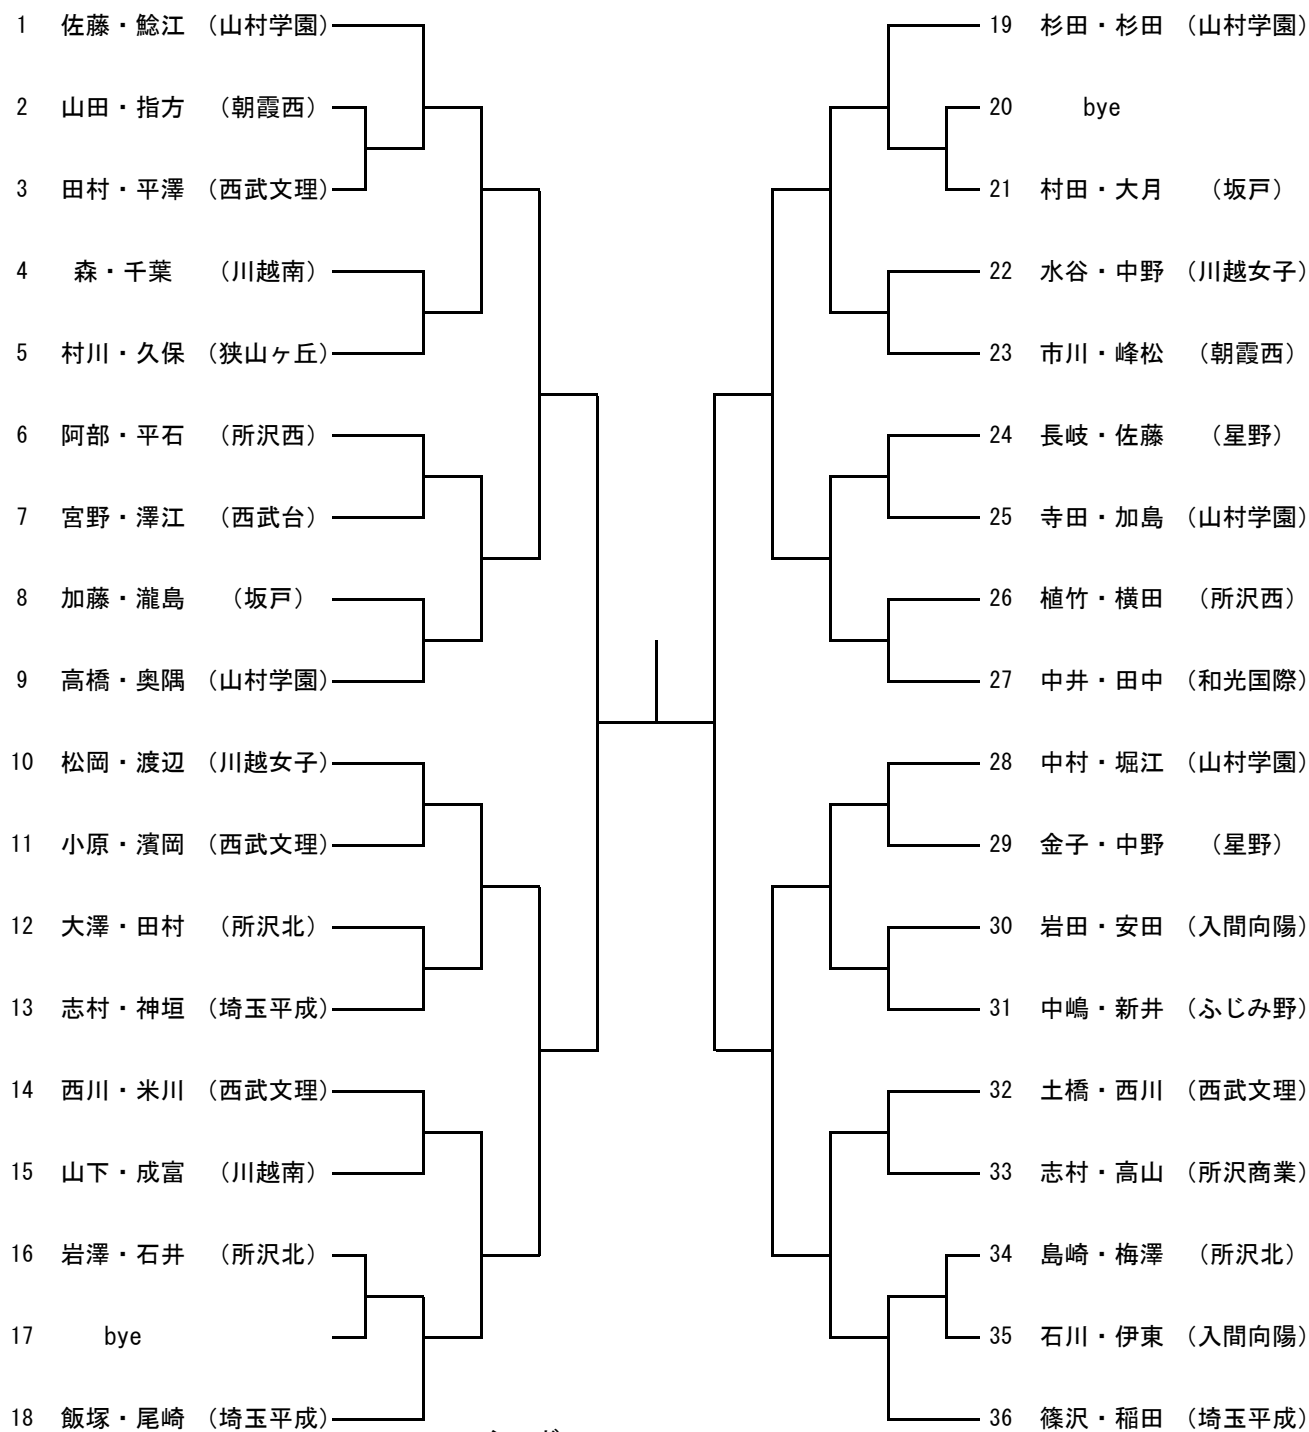 1 佐藤・鯰江 (山村学園)
2 山田・指方 (朝霞西)
3 田村・平澤 (西武文理)
4 森・千葉 (川越南)
5 村川・久保 (狭山ヶ丘)
6 阿部・平石 (所沢西)
7 宮野・澤江 (西武台)
8 加藤・瀧島 (坂戸)
9 高橋・奥隅 (山村学園)
10 松岡・渡辺 (川越女子)
11 小原・濱岡 (西武文理)
12 大澤・田村 (所沢北)
13 志村・神垣 (埼玉平成)
14 西川・米川 (西武文理)
15 山下・成富 (川越南)
16 岩澤・石井 (所沢北)
17 bye
18 飯塚・尾崎 (埼玉平成)
19 杉田・杉田 (山村学園)
20 bye
21 村田・大月 (坂戸)
22 水谷・中野 (川越女子)
23 市川・峰松 (朝霞西)
24 長岐・佐藤 (星野)
25 寺田・加島 (山村学園)
26 植竹・横田 (所沢西)
27 中井・田中 (和光国際)
28 中村・堀江 (山村学園)
29 金子・中野 (星野)
30 岩田・安田 (入間向陽)
31 中嶋・新井 (ふじみ野)
32 土橋・西川 (西武文理)
33 志村・高山 (所沢商業)
34 島崎・梅澤 (所沢北)
35 石川・伊東 (入間向陽)
36 篠沢・稲田 (埼玉平成)